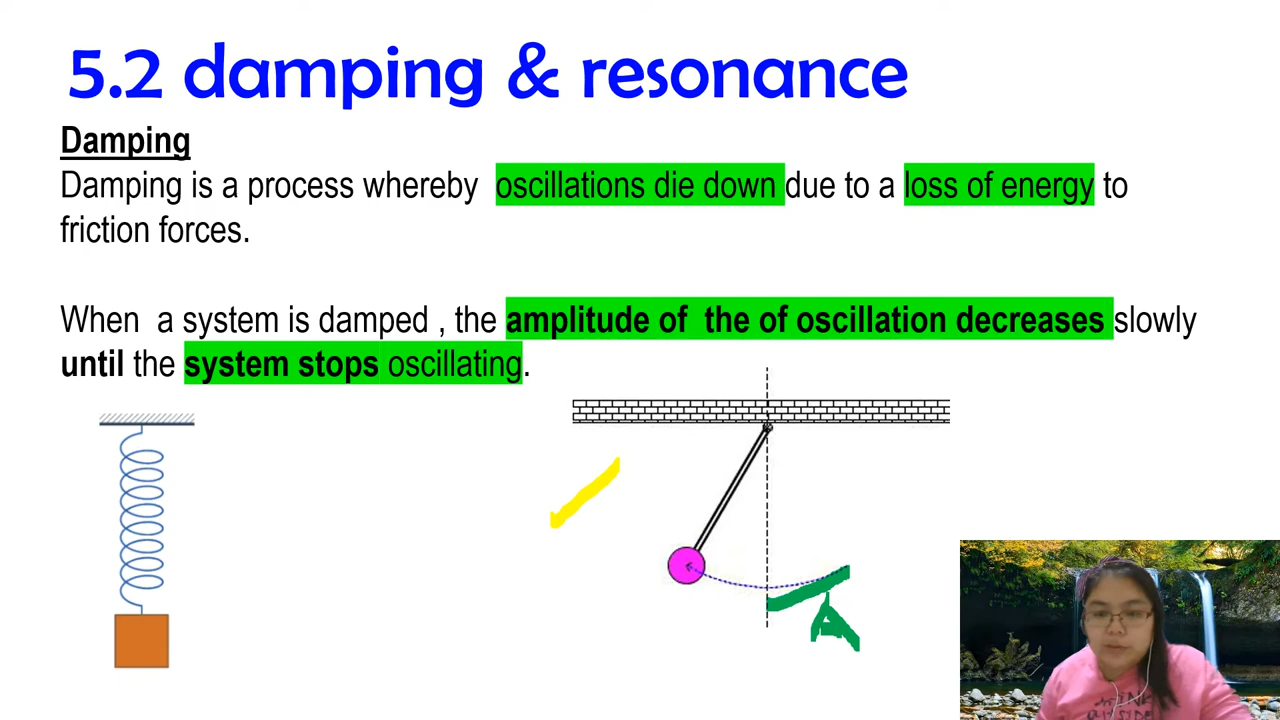 5.2 damping & resonance
Damping
Damping is a process whereby oscillations die down due to a loss of energy to
friction forces.
When a system is damped , the amplitude of the of oscillation decreases slowly
until the system stops oscillating.
A